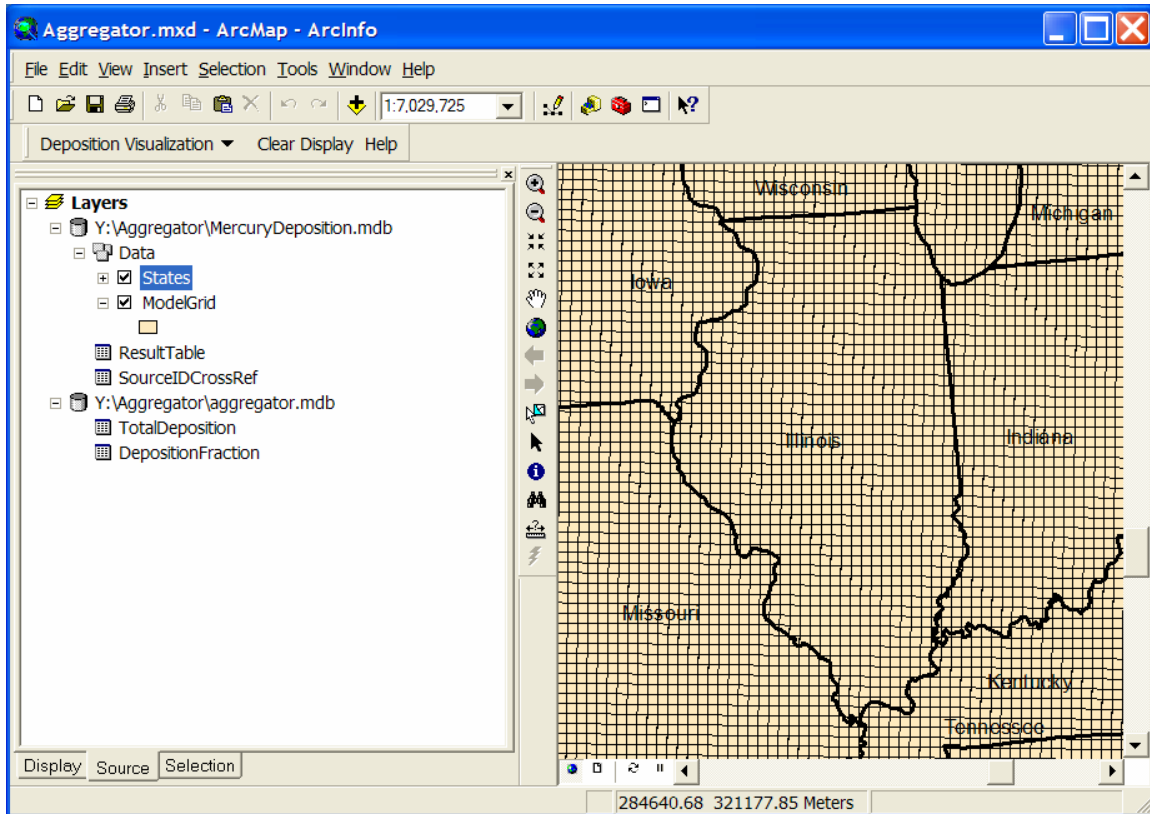 Aggregator.mxd - ArcMap - ArcInfo
File Edit View Insert Selection Tools Window Help
1:7,029,725
Deposition Visualization Clear Display Help
Layers
Y:\Aggregator\MercuryDeposition.mdb
Data
States
ModelGrid
ResultTable
SourceIDCrossRef
Y:\Aggregator\aggregator.mdb
TotalDeposition
DepositionFraction
Display Source Selection
Wisconsin
Michigan
Iowa
Illinois
Indiana
Missouri
Kentucky
Tennessee
284640.68 321177.85 Meters